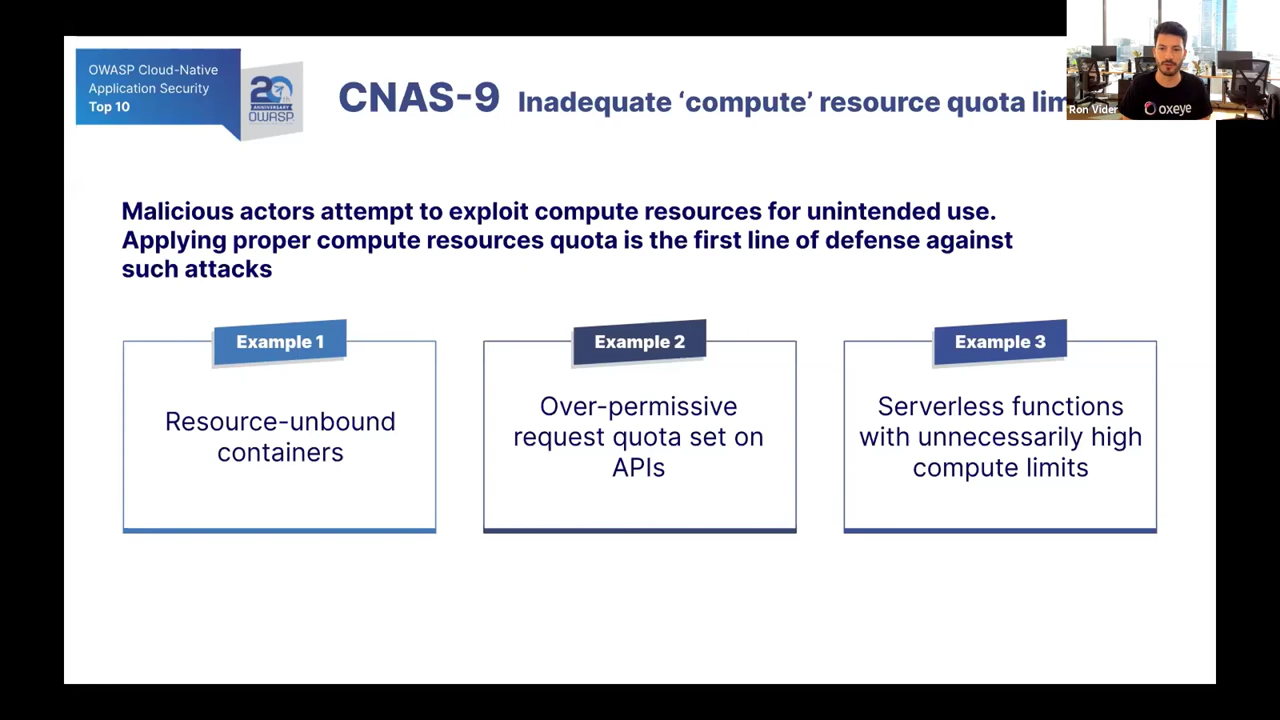 OWASP Cloud-Native
Application Security
Top 10
20th
ANNIVERSARY
OWASP
CNAS-9 Inadequate ‘compute’ resource quota
Ron Vider
oxeye
Malicious actors attempt to exploit compute resources for unintended use.
Applying proper compute resources quota is the first line of defense against
such attacks
Example 1
Resource-unbound
containers
Example 2
Over-permissive
request quota set on
APIs
Example 3
Serverless functions
with unnecessarily high
compute limits